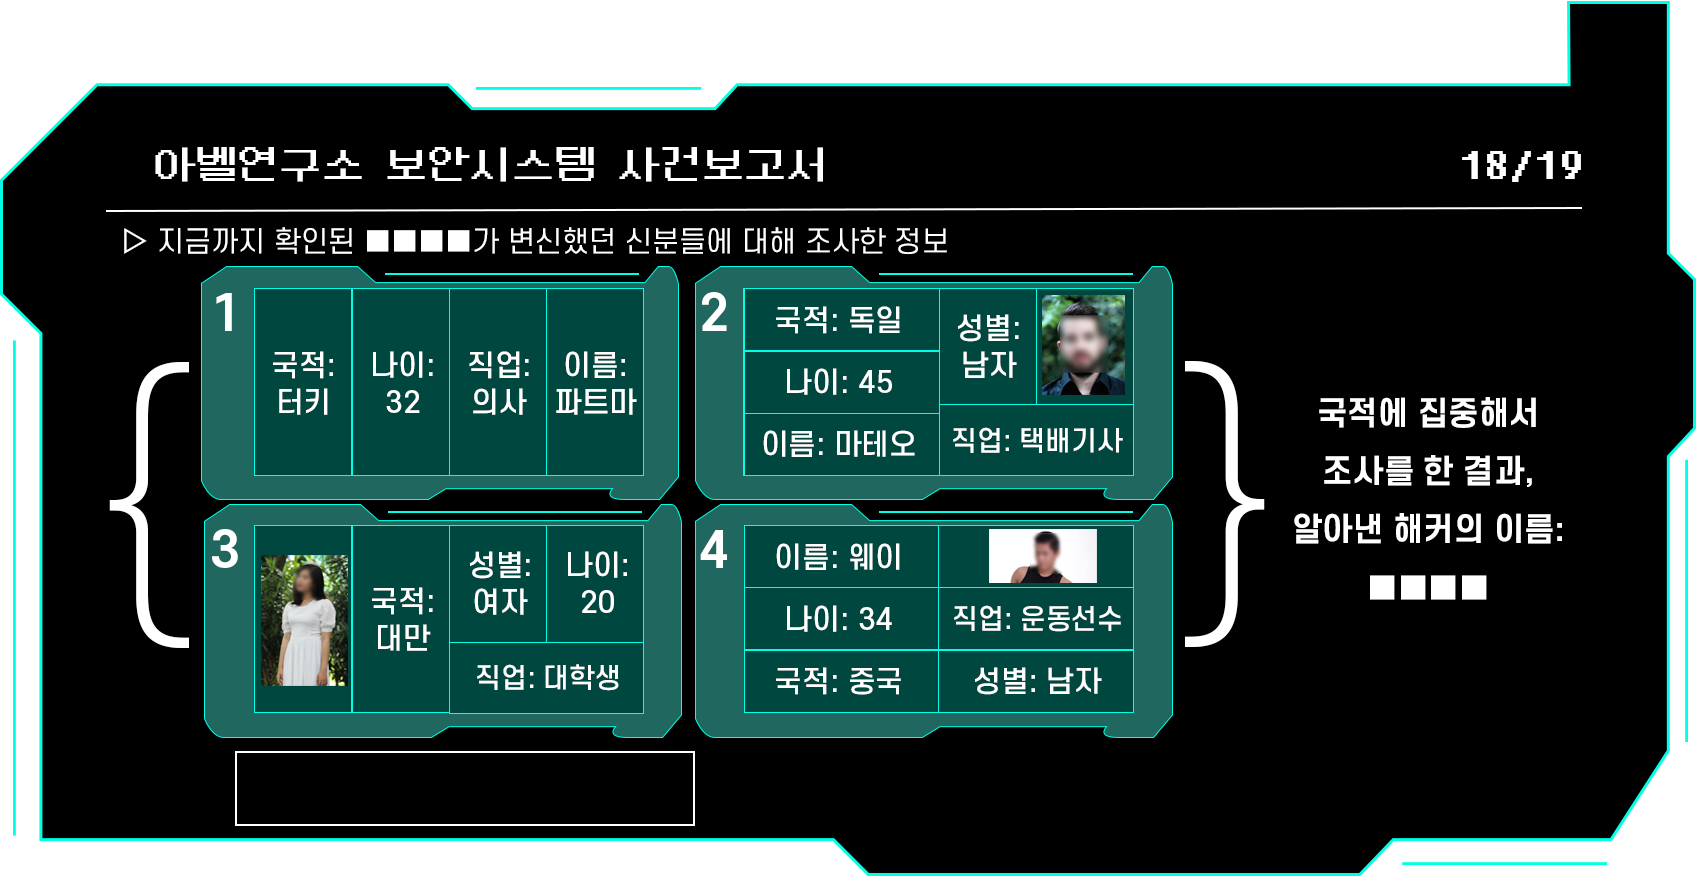 아벨연구소 보안시스템 사건보고서
18/19
▷ 지금까지 확인된 ■■■■가 변신했던 신분들에 대해 조사한 정보
1
국적:
터키
나이:
32
직업:
의사
이름:
파트마
2
국적: 독일
나이: 45
이름: 마테오
성별:
남자
직업: 택배기사
3
국적:
대만
성별:
여자
나이:
20
직업: 대학생
4
이름: 웨이
나이: 34
직업: 운동선수
국적: 중국
성별: 남자
국적에 집중해서
조사를 한 결과,
알아낸 해커의 이름:
■■■■